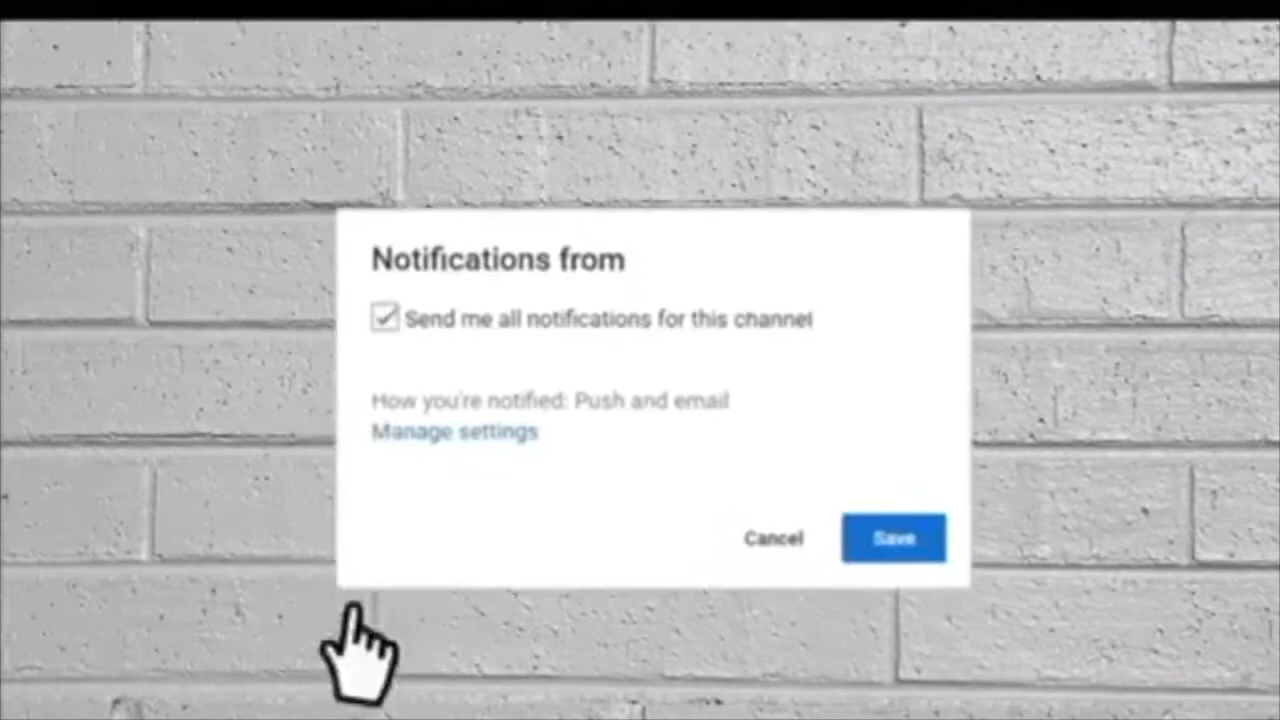 Notifications from
Send me all notifications for this channel
How you're notified: Push and email
Manage settings
Cancel
Save